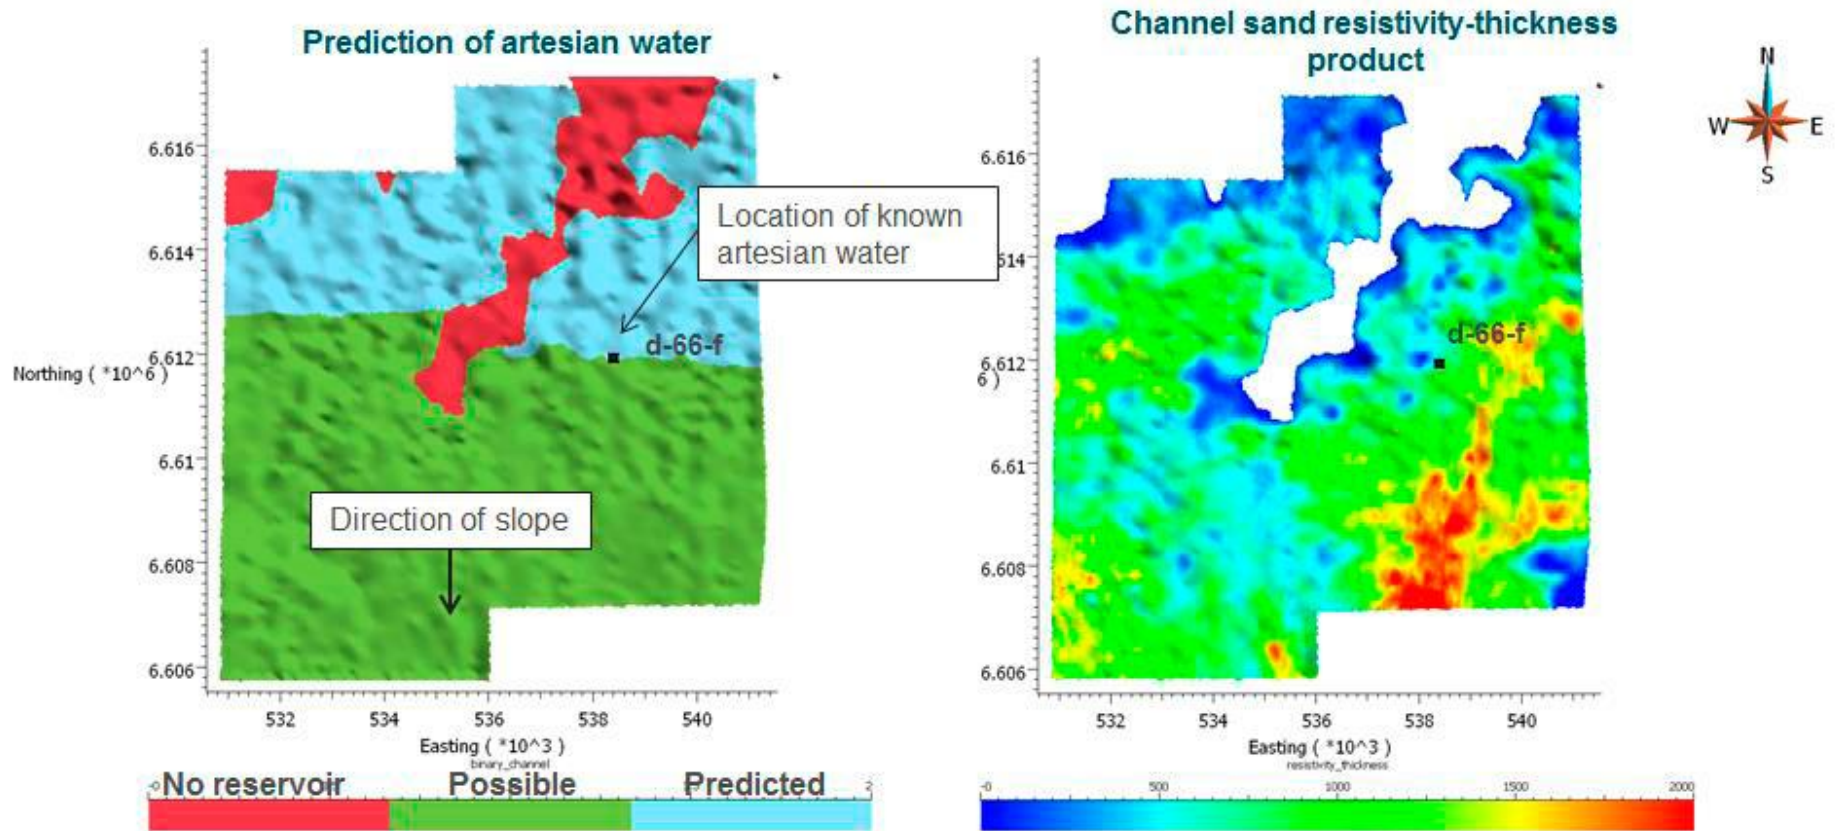 Prediction of artesian water
Channel sand resistivity-thickness
product
N
W
E
S
6.616
6.614
6.612
6.61
6.608
6.606
Northing ( *10^6 )
Location of known
artesian water
d-66-f
Direction of slope
532
534
536
538
540
Easting ( *10^3 )
binary_channel
No reservoir
Possible
Predicted
2
6.616
514
6.612
6 )
6.61
6.608
6.606
d-66-f
532
534
536
538
540
Easting ( *10^3 )
resistivity_thickness
-0
500
1000
1500
2000